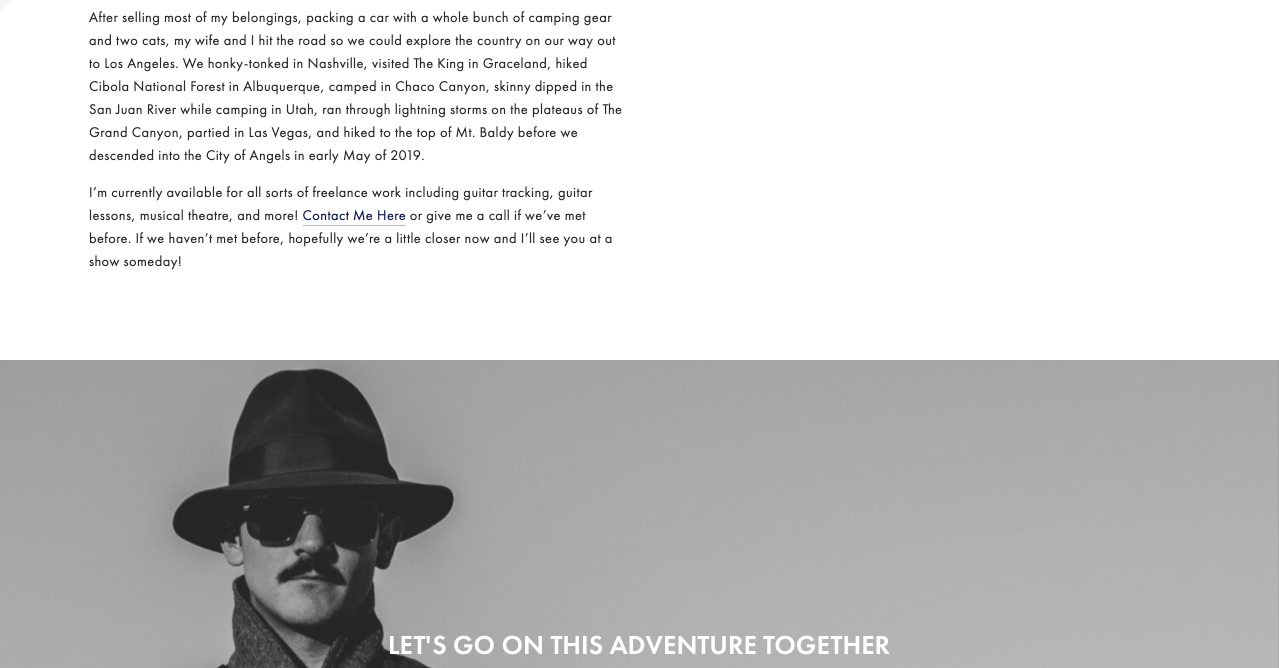 After selling most of my belongings, packing a car with a whole bunch of camping gear
and two cats, my wife and I hit the road so we could explore the country on our way out
to Los Angeles. We honky-tonked in Nashville, visited The King in Graceland, hiked
Cibola National Forest in Albuquerque, camped in Chaco Canyon, skinny dipped in the
San Juan River while camping in Utah, ran through lightning storms on the plateaus of The
Grand Canyon, partied in Las Vegas, and hiked to the top of Mt. Baldy before we
descended into the City of Angels in early May of 2019.
I’m currently available for all sorts of freelance work including guitar tracking, guitar
lessons, musical theatre, and more! Contact Me Here or give me a call if we’ve met
before. If we haven’t met before, hopefully we’re a little closer now and I’ll see you at a
show someday!
LET'S GO ON THIS ADVENTURE TOGETHER